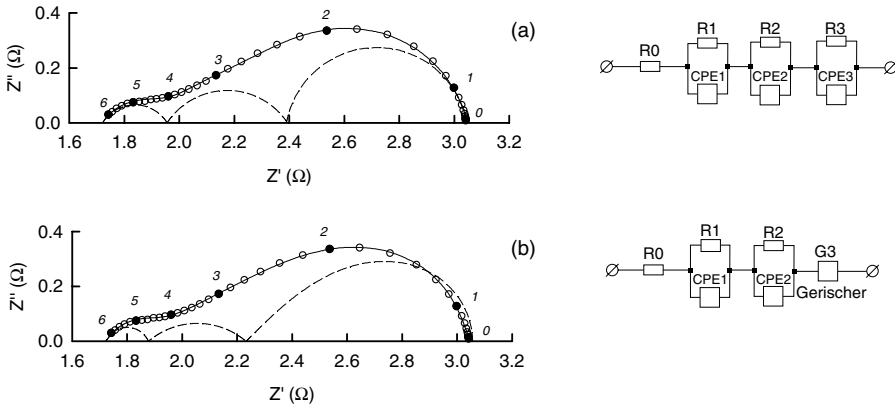 (a)
Z'' (Ω)
0.4
0.2
0.0
6
5
4
3
2
1
0
1.6 1.8 2.0 2.2 2.4 2.6 2.8 3.0 3.2
Z' (Ω)
R0
R1
CPE1
R2
CPE2
R3
CPE3
(b)
Z'' (Ω)
0.4
0.2
0.0
6
5
4
3
2
1
0
1.6 1.8 2.0 2.2 2.4 2.6 2.8 3.0 3.2
Z' (Ω)
R0
R1
CPE1
R2
CPE2
G3
Gerischer